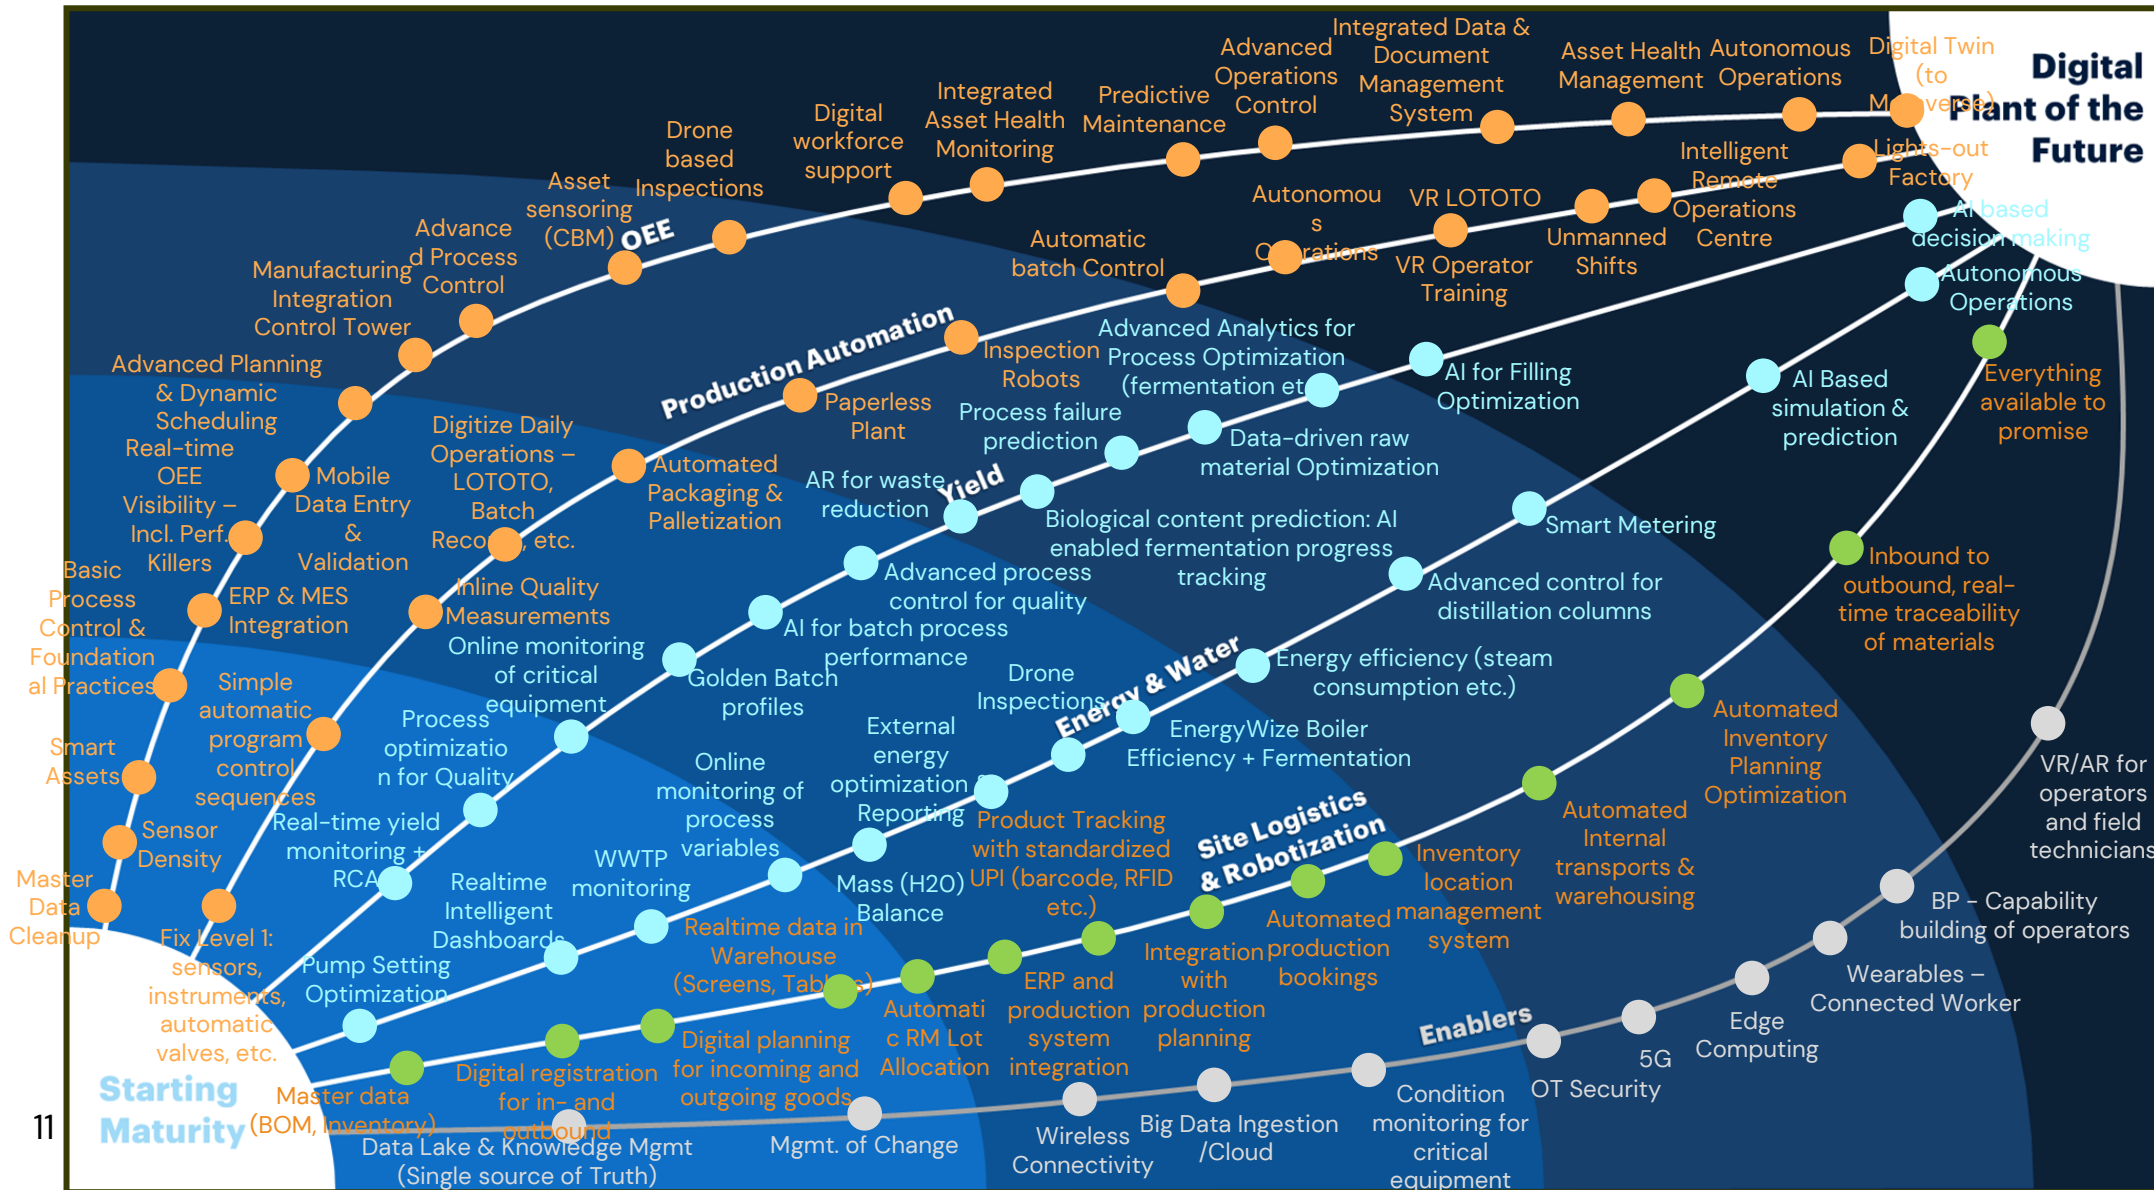 Integrated Data &
Document
Management
System
Advanced
Operations
Control
Asset Health
Management
Autonomous
Operations
Digital Twin
(to
Metaverse)
Digital
Plant of the
Future
Predictive
Maintenance
Integrated
Asset Health
Monitoring
Digital
workforce
support
Drone
based
Inspections
Asset
sensoring
(CBM)
OEE
Advance
d Process
Control
Manufacturing
Integration
Control Tower
Advanced Planning
& Dynamic
Scheduling
Real-time
OEE
Visibility –
Incl. Perf.
Killers
Mobile
Data Entry
&
Validation
Basic
Process
Control &
Foundation
al Practices
ERP & MES
Integration
Smart
Assets
Sensor
Density
Master
Data
Cleanup
Lights-out
Factory
Intelligent
Remote
Operations
Centre
Unmanned
Shifts
VR LOTOTO
VR Operator
Training
Autonomou
s
Operations
Automatic
batch Control
Production Automation
Inspection
Robots
Paperless
Plant
Automated
Packaging &
Palletization
Digitize Daily
Operations –
LOTOTO,
Batch
Records, etc.
Inline Quality
Measurements
Simple
automatic
program
control
sequences
Fix Level 1:
sensors,
instruments,
automatic
valves, etc.
AI based
decision making
AI for Filling
Optimization
Advanced Analytics for
Process Optimization
(fermentation et
Data-driven raw
material Optimization
Process failure
prediction
Biological content prediction: AI
enabled fermentation progress
tracking
Yield
AR for waste
reduction
Advanced process
control for quality
AI for batch process
performance
Golden Batch
profiles
Online monitoring
of critical
equipment
Process
optimizatio
n for Quality
Real-time yield
monitoring +
RCA
Autonomous
Operations
AI Based
simulation &
prediction
Smart Metering
Advanced control for
distillation columns
Energy efficiency (steam
consumption etc.)
Energy & Water
EnergyWize Boiler
Efficiency + Fermentation
Drone
Inspections
External
energy
optimization &
Reporting
Mass (H2O)
Balance
Online
monitoring of
process
variables
WWTP
monitoring
Realtime
Intelligent
Dashboards
Pump Setting
Optimization
Everything
available to
promise
Inbound to
outbound, real-
time traceability
of materials
Automated
Inventory
Planning
Optimization
Automated
Internal
transports &
warehousing
Inventory
location
management
system
Site Logistics
& Robotization
Automated
production
bookings
Integration
with
production
planning
Product Tracking
with standardized
UPI (barcode, RFID
etc.)
ERP and
production
system
integration
Automati
c RM Lot
Allocation
Realtime data in
Warehouse
(Screens, Tables)
Digital planning
for incoming and
outgoing goods
Digital registration
for in- and
outbound
Master data
(BOM, Inventory)
VR/AR for
operators
and field
technicians
BP - Capability
building of operators
Wearables –
Connected Worker
Edge
Computing
5G
OT Security
Enablers
Condition
monitoring for
critical
equipment
Big Data Ingestion
/Cloud
Wireless
Connectivity
Mgmt. of Change
Data Lake & Knowledge Mgmt
(Single source of Truth)
Starting
Maturity
11